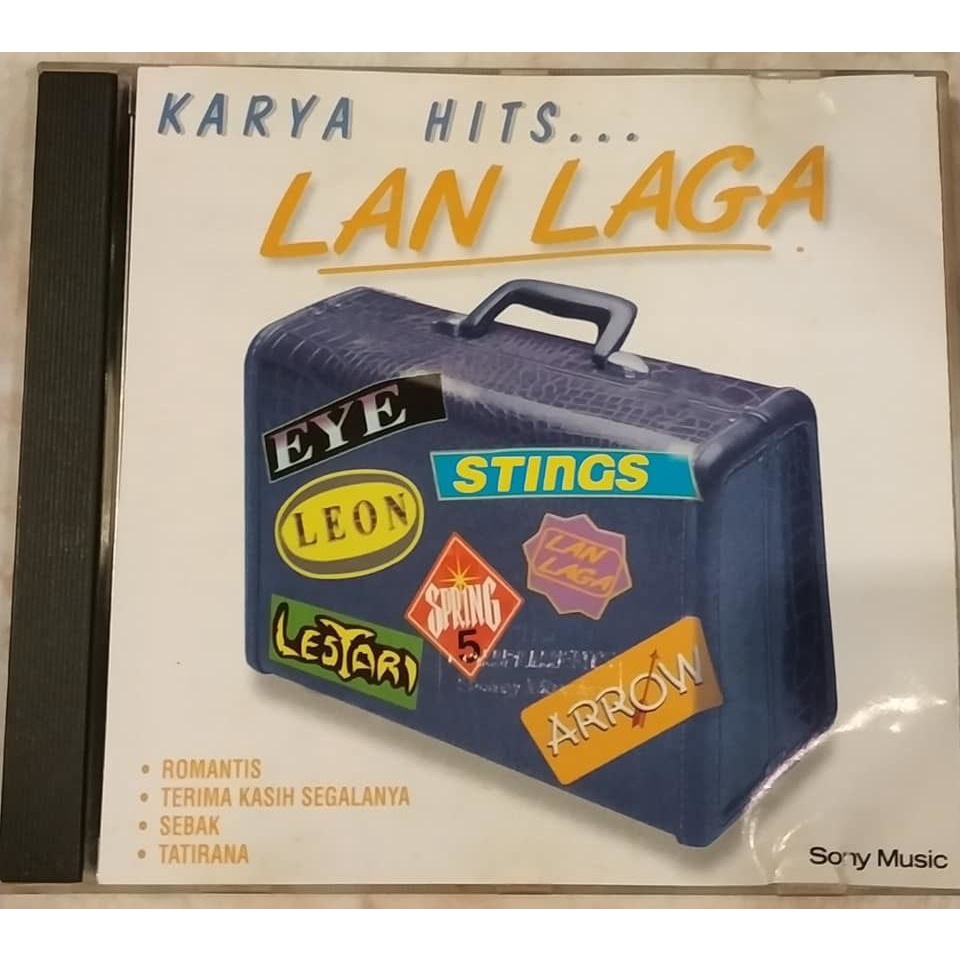 KARYA HITS...
LAN LAGA
EYE
STINGS
LEON
LAN
LAGA
SPRING
5
LESTARI
ARROW
• ROMANTIS
• TERIMA KASIH SEGALANYA
• SEBAK
• TATIRANA
Sony Music